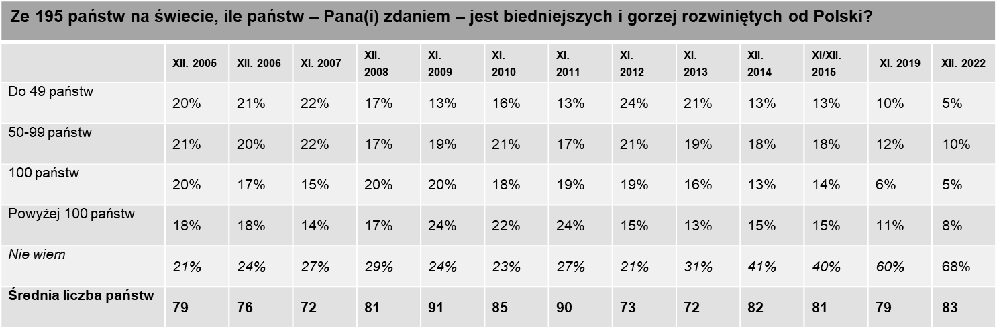 Ze 195 państw na świecie, ile państw – Pana(i) zdaniem – jest biedniejszych i gorzej rozwiniętych od Polski?
XII. 2005 XII. 2006 XI. 2007 XII. 2008 XI. 2009 XI. 2010 XI. 2011 XI. 2012 XI. 2013 XII. 2014 XI/XII. 2015 XI. 2019 XII. 2022
Do 49 państw 20% 21% 22% 17% 13% 16% 13% 24% 21% 13% 13% 10% 5%
50-99 państw 21% 20% 22% 17% 19% 21% 17% 21% 19% 18% 18% 12% 10%
100 państw 20% 17% 15% 20% 20% 18% 19% 19% 16% 13% 14% 6% 5%
Powyżej 100 państw 18% 18% 14% 17% 24% 22% 24% 15% 13% 15% 15% 11% 8%
Nie wiem 21% 24% 27% 29% 24% 23% 27% 21% 31% 41% 40% 60% 68%
Średnia liczba państw 79 76 72 81 91 85 90 73 72 82 81 79 83